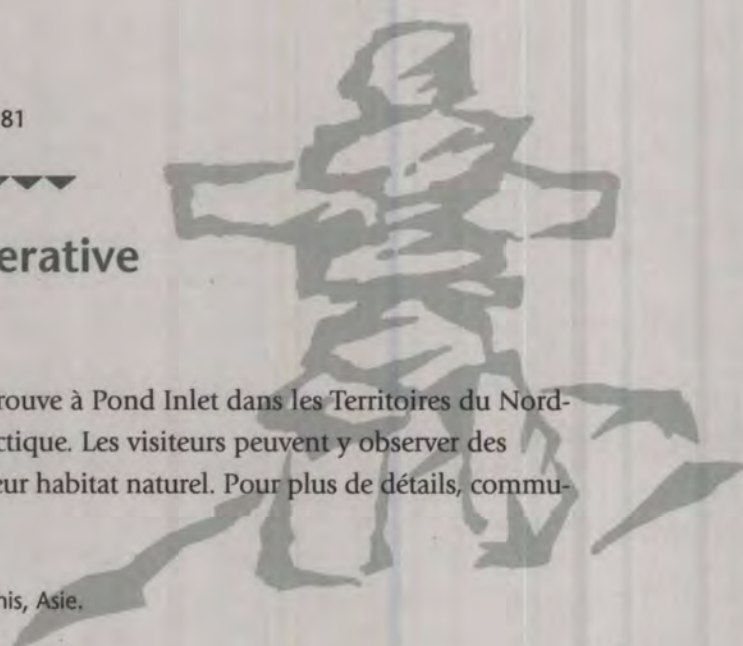 81
erative
rouve à Pond Inlet dans les Territoires du Nord-
ctique. Les visiteurs peuvent y observer des
eur habitat naturel. Pour plus de détails, commu-
nis, Asie.